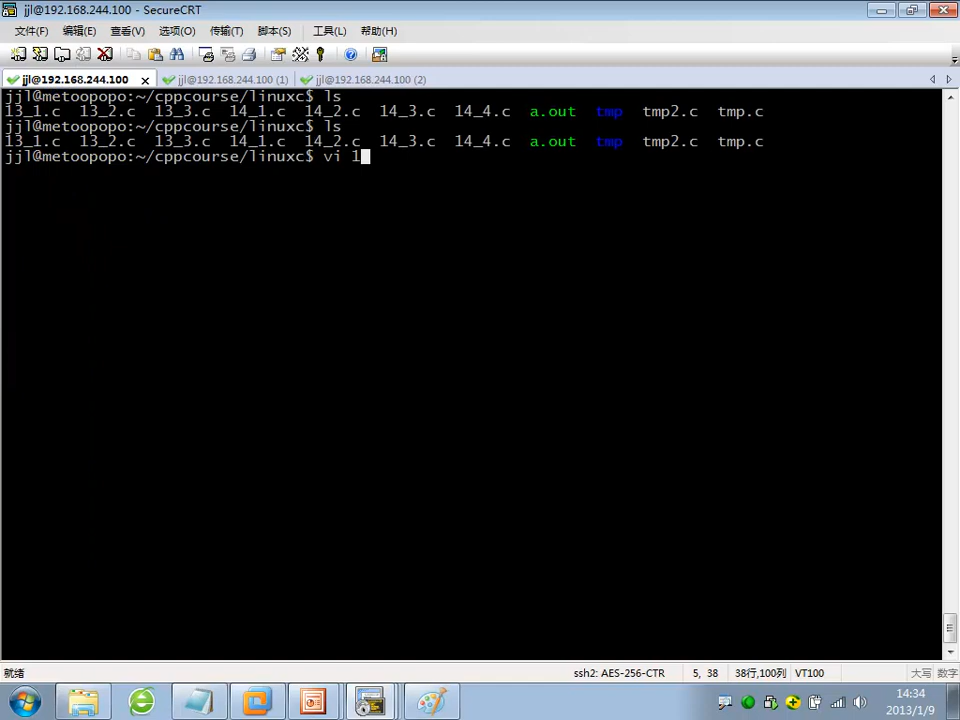 jjl@192.168.244.100 - SecureCRT
文件(F) 编辑(E) 查看(V) 选项(O) 传输(T) 脚本(S) 工具(L) 帮助(H)
jjl@192.168.244.100 jjl@192.168.244.100 (1) jjl@192.168.244.100 (2)
jjl@metoopopo:~/cppcourse/linuxc$ ls
13_1.c 13_2.c 13_3.c 14_1.c 14_2.c 14_3.c 14_4.c a.out tmp tmp2.c tmp.c
jjl@metoopopo:~/cppcourse/linuxc$ ls
13_1.c 13_2.c 13_3.c 14_1.c 14_2.c 14_3.c 14_4.c a.out tmp tmp2.c tmp.c
jjl@metoopopo:~/cppcourse/linuxc$ vi 1
就绪 ssh2: AES-256-CTR 5, 38 38行,100列 VT100 大写 数字
14:34
2013/1/9